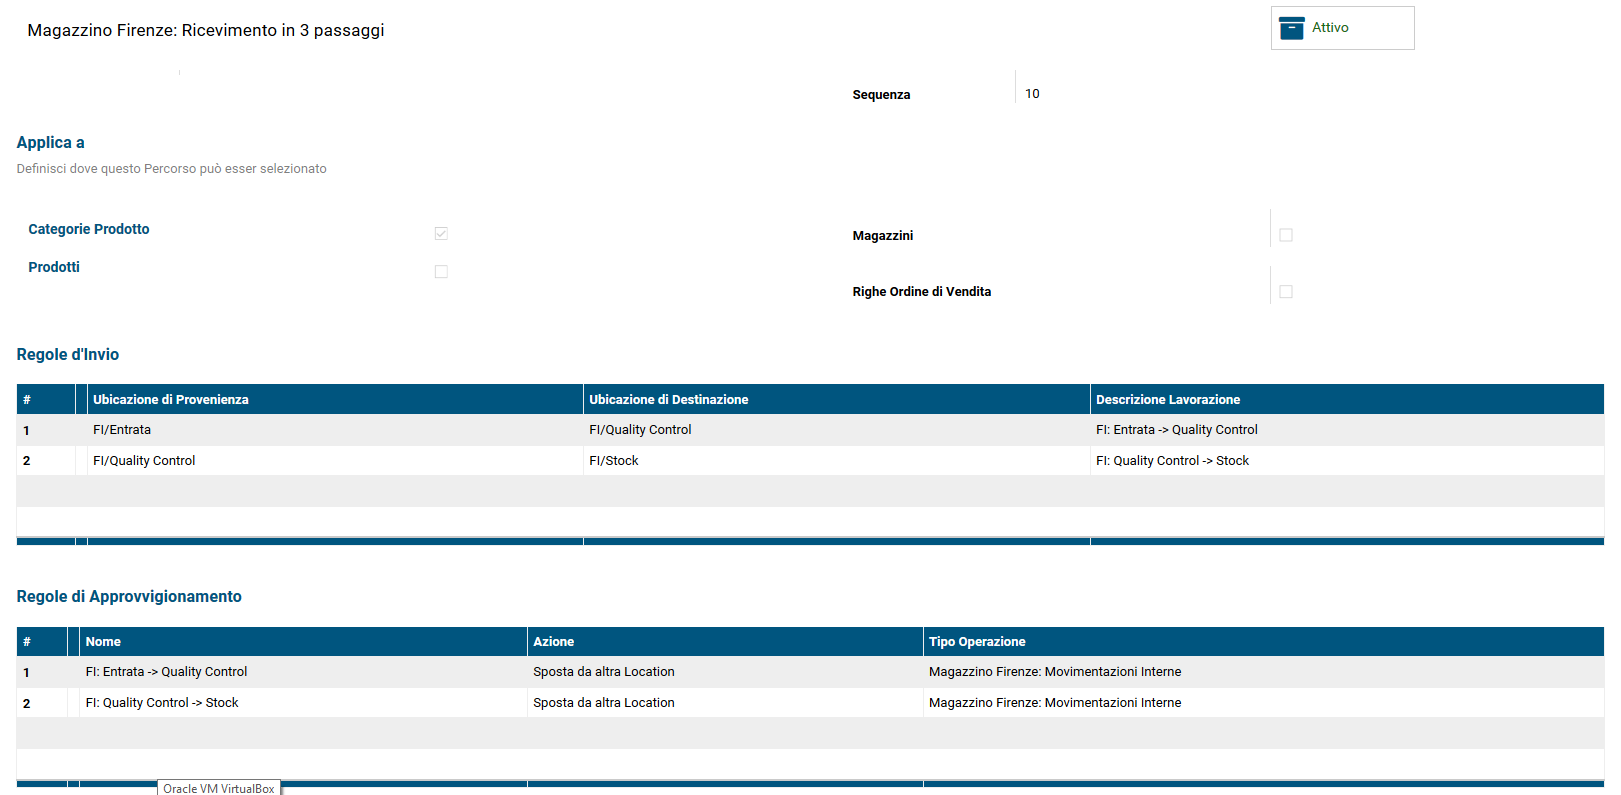 Magazzino Firenze: Ricevimento in 3 passaggi
Attivo
Sequenza 10
Applica a
Definisci dove questo Percorso può esser selezionato
Categorie Prodotto
Magazzini
Prodotti
Righe Ordine di Vendita
Regole d'Invio
# Ubicazione di Provenienza Ubicazione di Destinazione Descrizione Lavorazione
1 FI/Entrata FI/Quality Control FI: Entrata -> Quality Control
2 FI/Quality Control FI/Stock FI: Quality Control -> Stock
Regole di Approvvigionamento
# Nome Azione Tipo Operazione
1 FI: Entrata -> Quality Control Sposta da altra Location Magazzino Firenze: Movimentazioni Interne
2 FI: Quality Control -> Stock Sposta da altra Location Magazzino Firenze: Movimentazioni Interne
Oracle VM VirtualBox